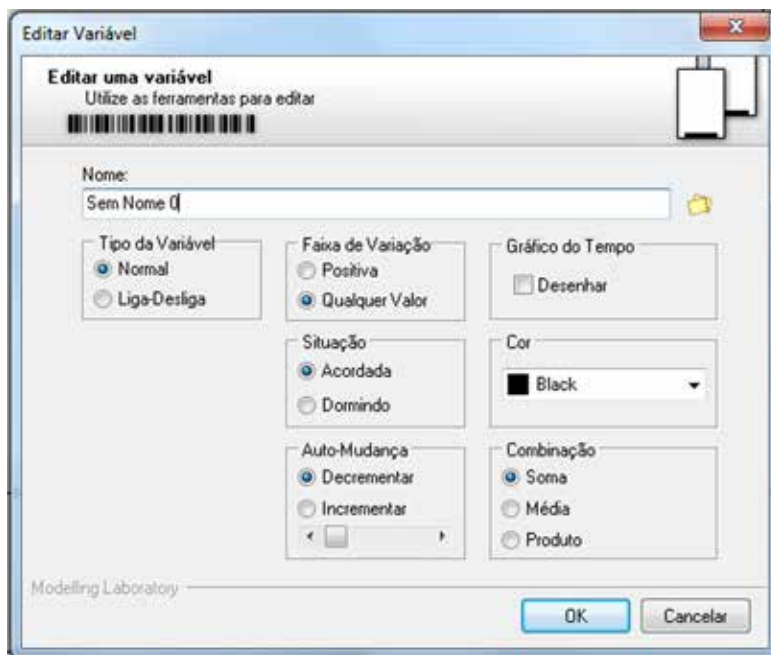 Editar Variável
Editar uma variável
Utilize as ferramentas para editar
Nome:
Sem Nome 0
Tipo da Variável
Normal
Liga-Desliga
Faixa de Variação
Positiva
Qualquer Valor
Gráfico do Tempo
Desenhar
Situação
Acordada
Dormindo
Cor
Black
Auto-Mudança
Decrementar
Incrementar
Combinação
Soma
Média
Produto
Modelling Laboratory
OK
Cancelar